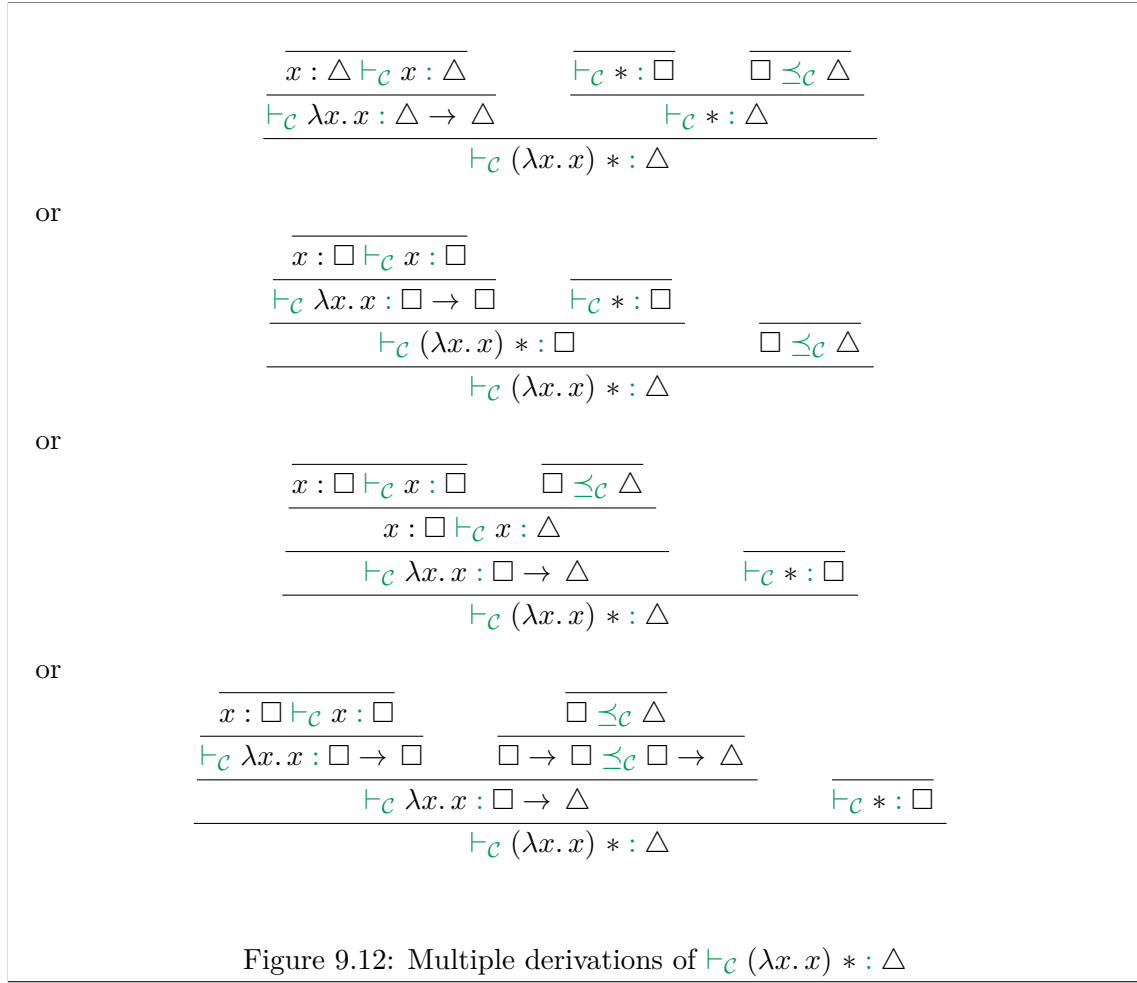 x : △ ⊢𝒞 x : △ ⊢𝒞 ∗ : □ □ ⪯𝒞 △
⊢𝒞 λx. x : △ → △ ⊢𝒞 ∗ : △
⊢𝒞 (λx. x) ∗ : △
or
x : □ ⊢𝒞 x : □
⊢𝒞 λx. x : □ → □ ⊢𝒞 ∗ : □
⊢𝒞 (λx. x) ∗ : □ □ ⪯𝒞 △
⊢𝒞 (λx. x) ∗ : △
or
x : □ ⊢𝒞 x : □ □ ⪯𝒞 △
x : □ ⊢𝒞 x : △
⊢𝒞 λx. x : □ → △ ⊢𝒞 ∗ : □
⊢𝒞 (λx. x) ∗ : △
or
x : □ ⊢𝒞 x : □ □ ⪯𝒞 △
⊢𝒞 λx. x : □ → □ □ → □ ⪯𝒞 □ → △
⊢𝒞 λx. x : □ → △ ⊢𝒞 ∗ : □
⊢𝒞 (λx. x) ∗ : △
Figure 9.12: Multiple derivations of ⊢𝒞 (λx. x) ∗ : △